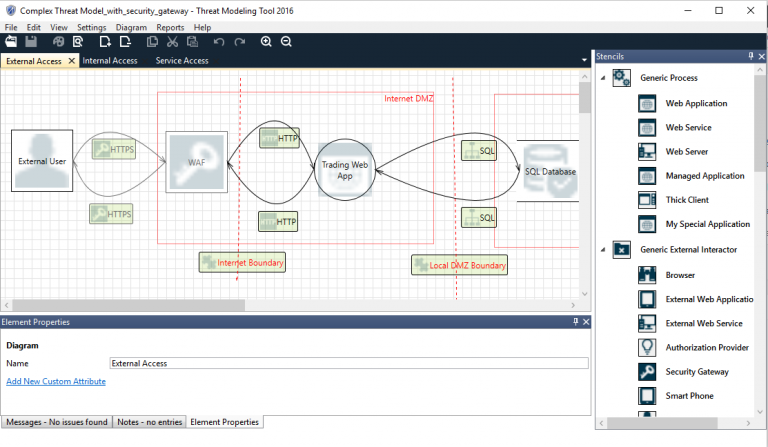 Complex Threat Model_with_security_gateway - Threat Modeling Tool 2016
File Edit View Settings Diagram Reports Help
External Access Internal Access Service Access
Internet DMZ
External User
HTTPS
WAF
HTTP
Trading Web
App
SQL
SQL Database
HTTPS
HTTP
SQL
Internet Boundary
Local DMZ Boundary
Element Properties
Diagram
Name External Access
Add New Custom Attribute
Messages - No issues found Notes - no entries Element Properties
Stencils
Generic Process
Web Application
Web Service
Web Server
Managed Application
Thick Client
My Special Application
Generic External Interactor
Browser
External Web Applicatio
External Web Service
Authorization Provider
Security Gateway
Smart Phone